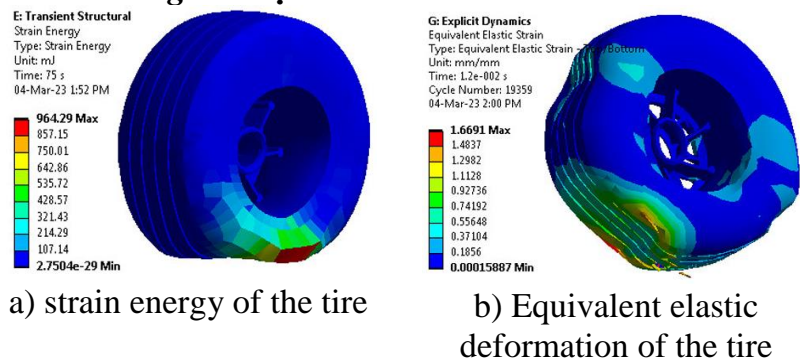 E: Transient Structural
Strain Energy
Type: Strain Energy
Unit: mJ
Time: 75 s
04-Mar-23 1:52 PM
964.29 Max
857.15
750.01
642.86
535.72
428.57
321.43
214.29
107.14
2.7504e-29 Min
a) strain energy of the tire
G: Explicit Dynamics
Equivalent Elastic Strain
Type: Equivalent Elastic Strain - Top/Bottom
Unit: mm/mm
Time: 1.2e-002 s
Cycle Number: 19359
04-Mar-23 2:00 PM
1.6691 Max
1.4837
1.2982
1.1128
0.92736
0.74192
0.55648
0.37104
0.1856
0.00015887 Min
b) Equivalent elastic
deformation of the tire